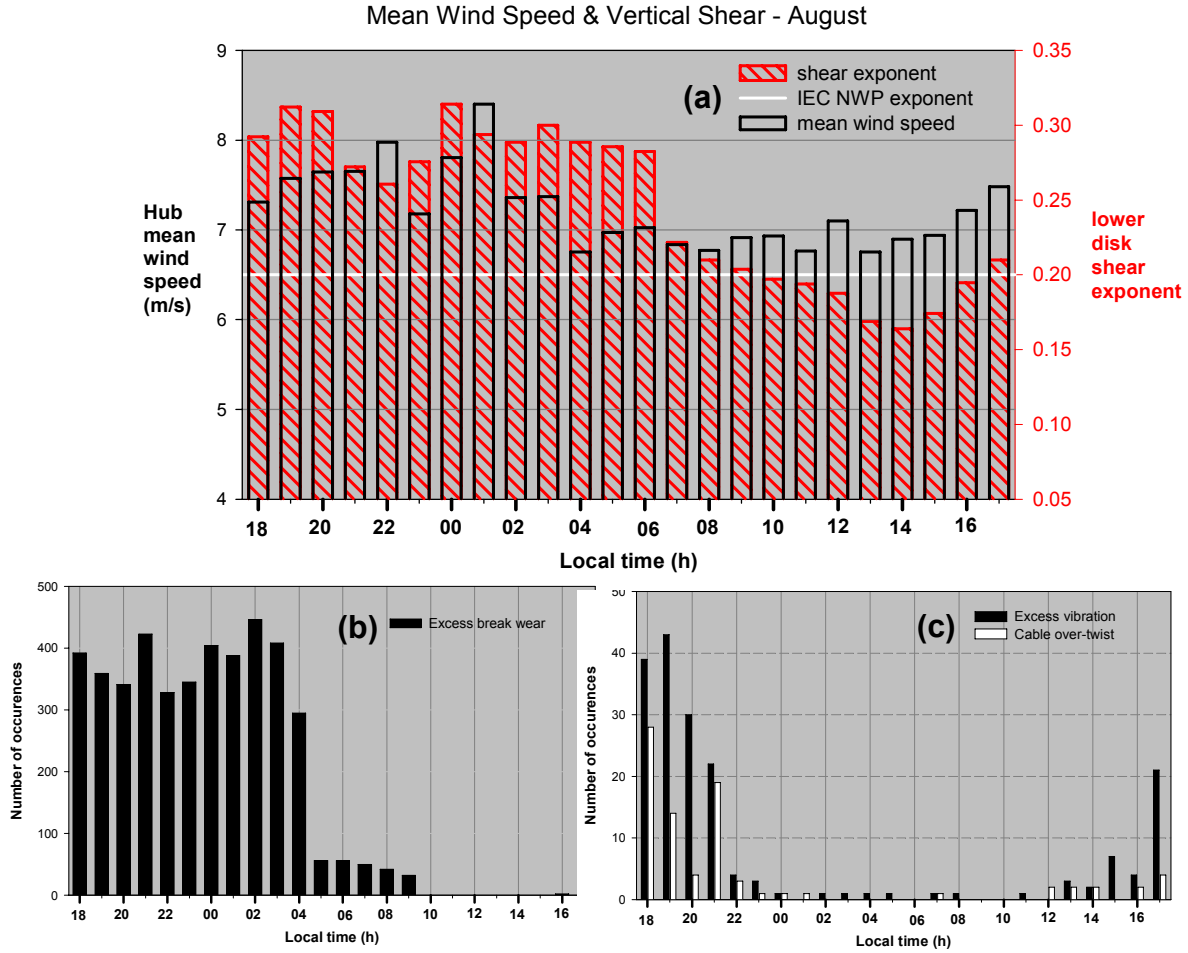 Mean Wind Speed & Vertical Shear - August
9
8
7
6
5
4
Hub
mean
wind
speed
(m/s)
(a)
shear exponent
IEC NWP exponent
mean wind speed
0.35
0.30
0.25
0.20
0.15
0.10
0.05
lower
disk
shear
exponent
18 20 22 00 02 04 06 08 10 12 14 16
Local time (h)
500
400
300
200
100
0
Number of occurences
(b)
Excess break wear
18 20 22 00 02 04 06 08 10 12 14 16
Local time (h)
50
40
30
20
10
0
Number of occurences
(c)
Excess vibration
Cable over-twist
18 20 22 00 02 04 06 08 10 12 14 16
Local time (h)